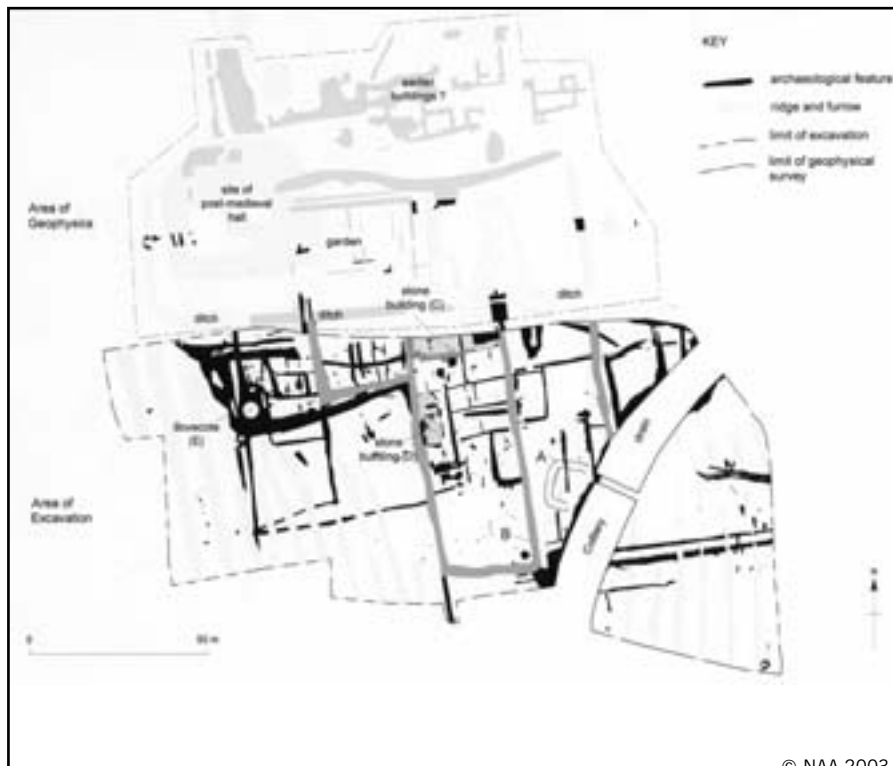 KEY
archaeological feature
ridge and furrow
limit of excavation
limit of geophysical
survey
earlier
buildings ?
site of
post-medieval
hall
Area of
Geophysics
garden
stone
building (C)
ditch
ditch
ditch
Dovecote
(E)
stone
building (D)
A
drain
Area of
Excavation
B
Colliery
N
0
50 m
© NAA 2003